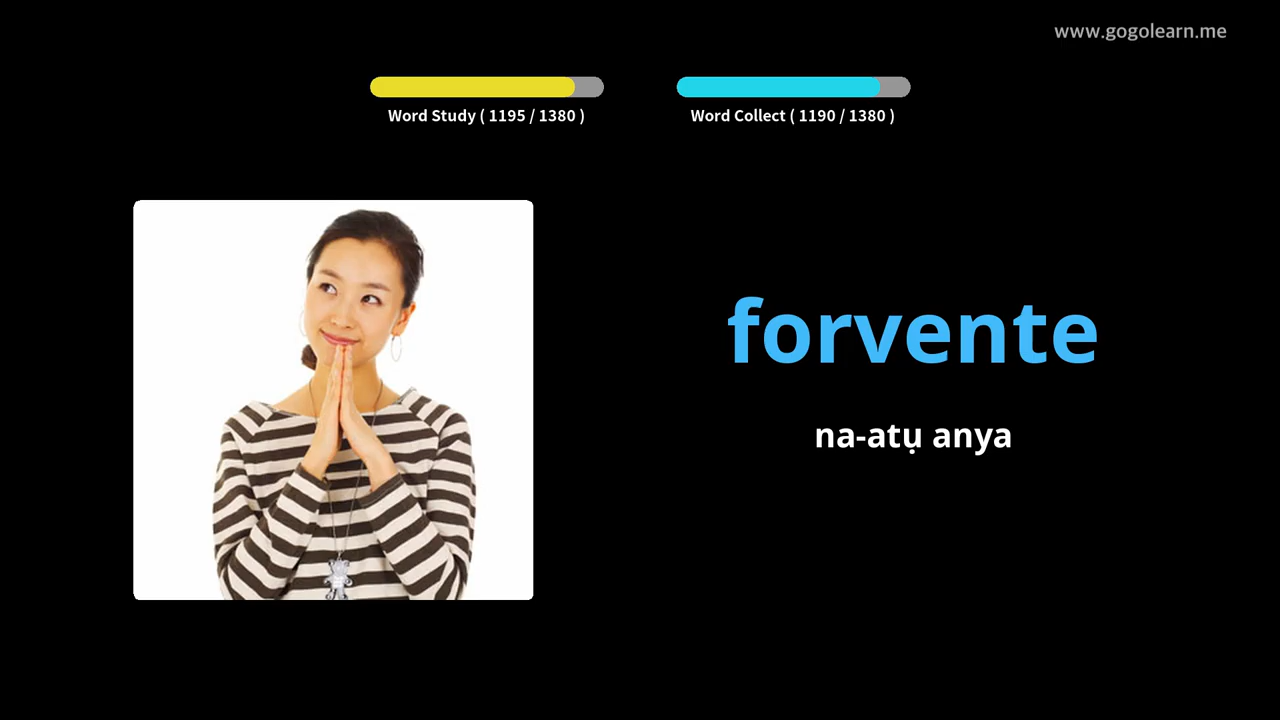 www.gogolearn.me
Word Study ( 1195 / 1380 )
Word Collect ( 1190 / 1380 )
forvente
na-atụ anya